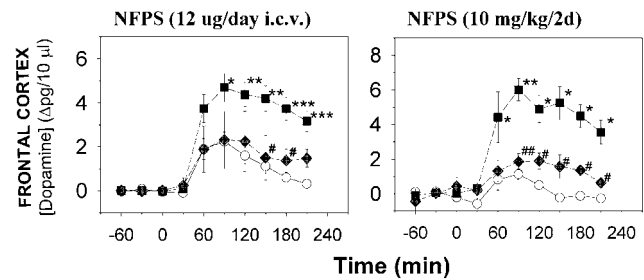 NFPS (12 ug/day i.c.v.)
NFPS (10 mg/kg/2d)
FRONTAL CORTEX
[Dopamine] (Δpg/10 µl)
6
4
2
0
* ** ** *** ***
# #
-60 0 60 120 180 240
8
6
4
2
0
* ** * * * *
## # # # #
-60 0 60 120 180 240
Time (min)